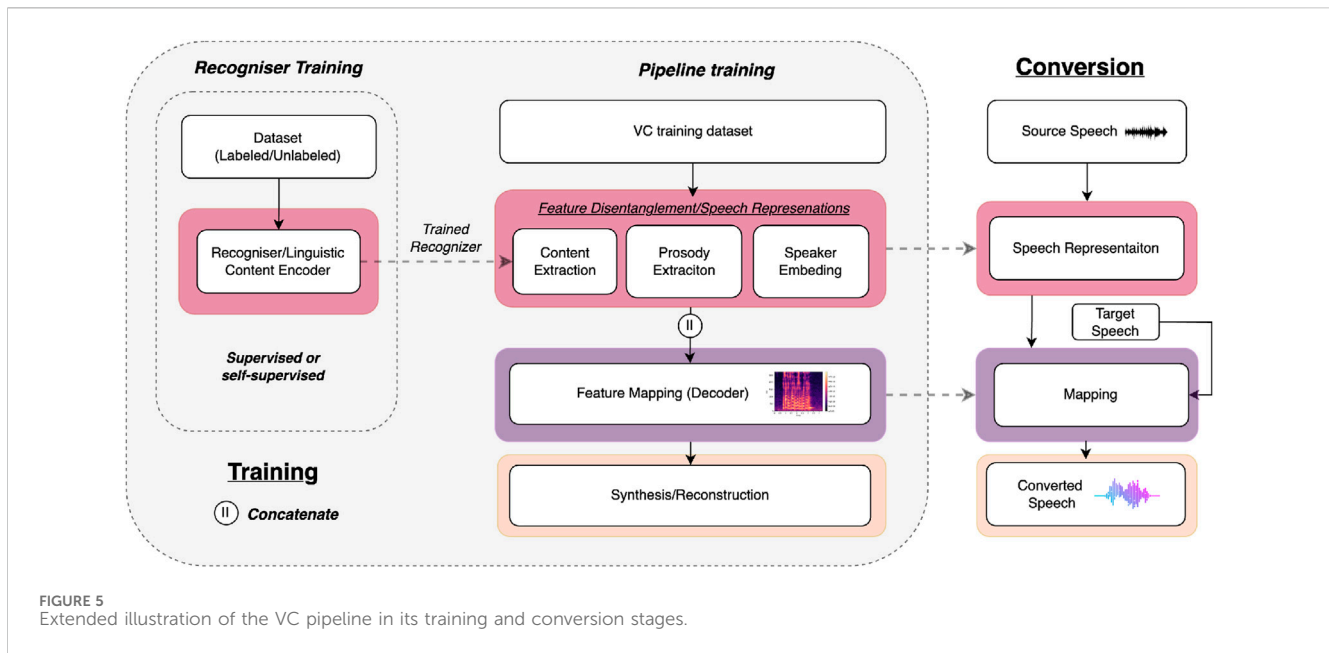 Recogniser Training
Dataset
(Labeled/Unlabeled)
Recogniser/Linguistic
Content Encoder
Supervised or
self-supervised
Training
II Concatenate
Trained
Recognizer
Pipeline training
VC training dataset
Feature Disentanglement/Speech Represenations
Content
Extraction
Prosody
Extraciton
Speaker
Embeding
II
Feature Mapping (Decoder)
Synthesis/Reconstruction
Conversion
Source Speech
Speech Representaiton
Target
Speech
Mapping
Converted
Speech
FIGURE 5
Extended illustration of the VC pipeline in its training and conversion stages.